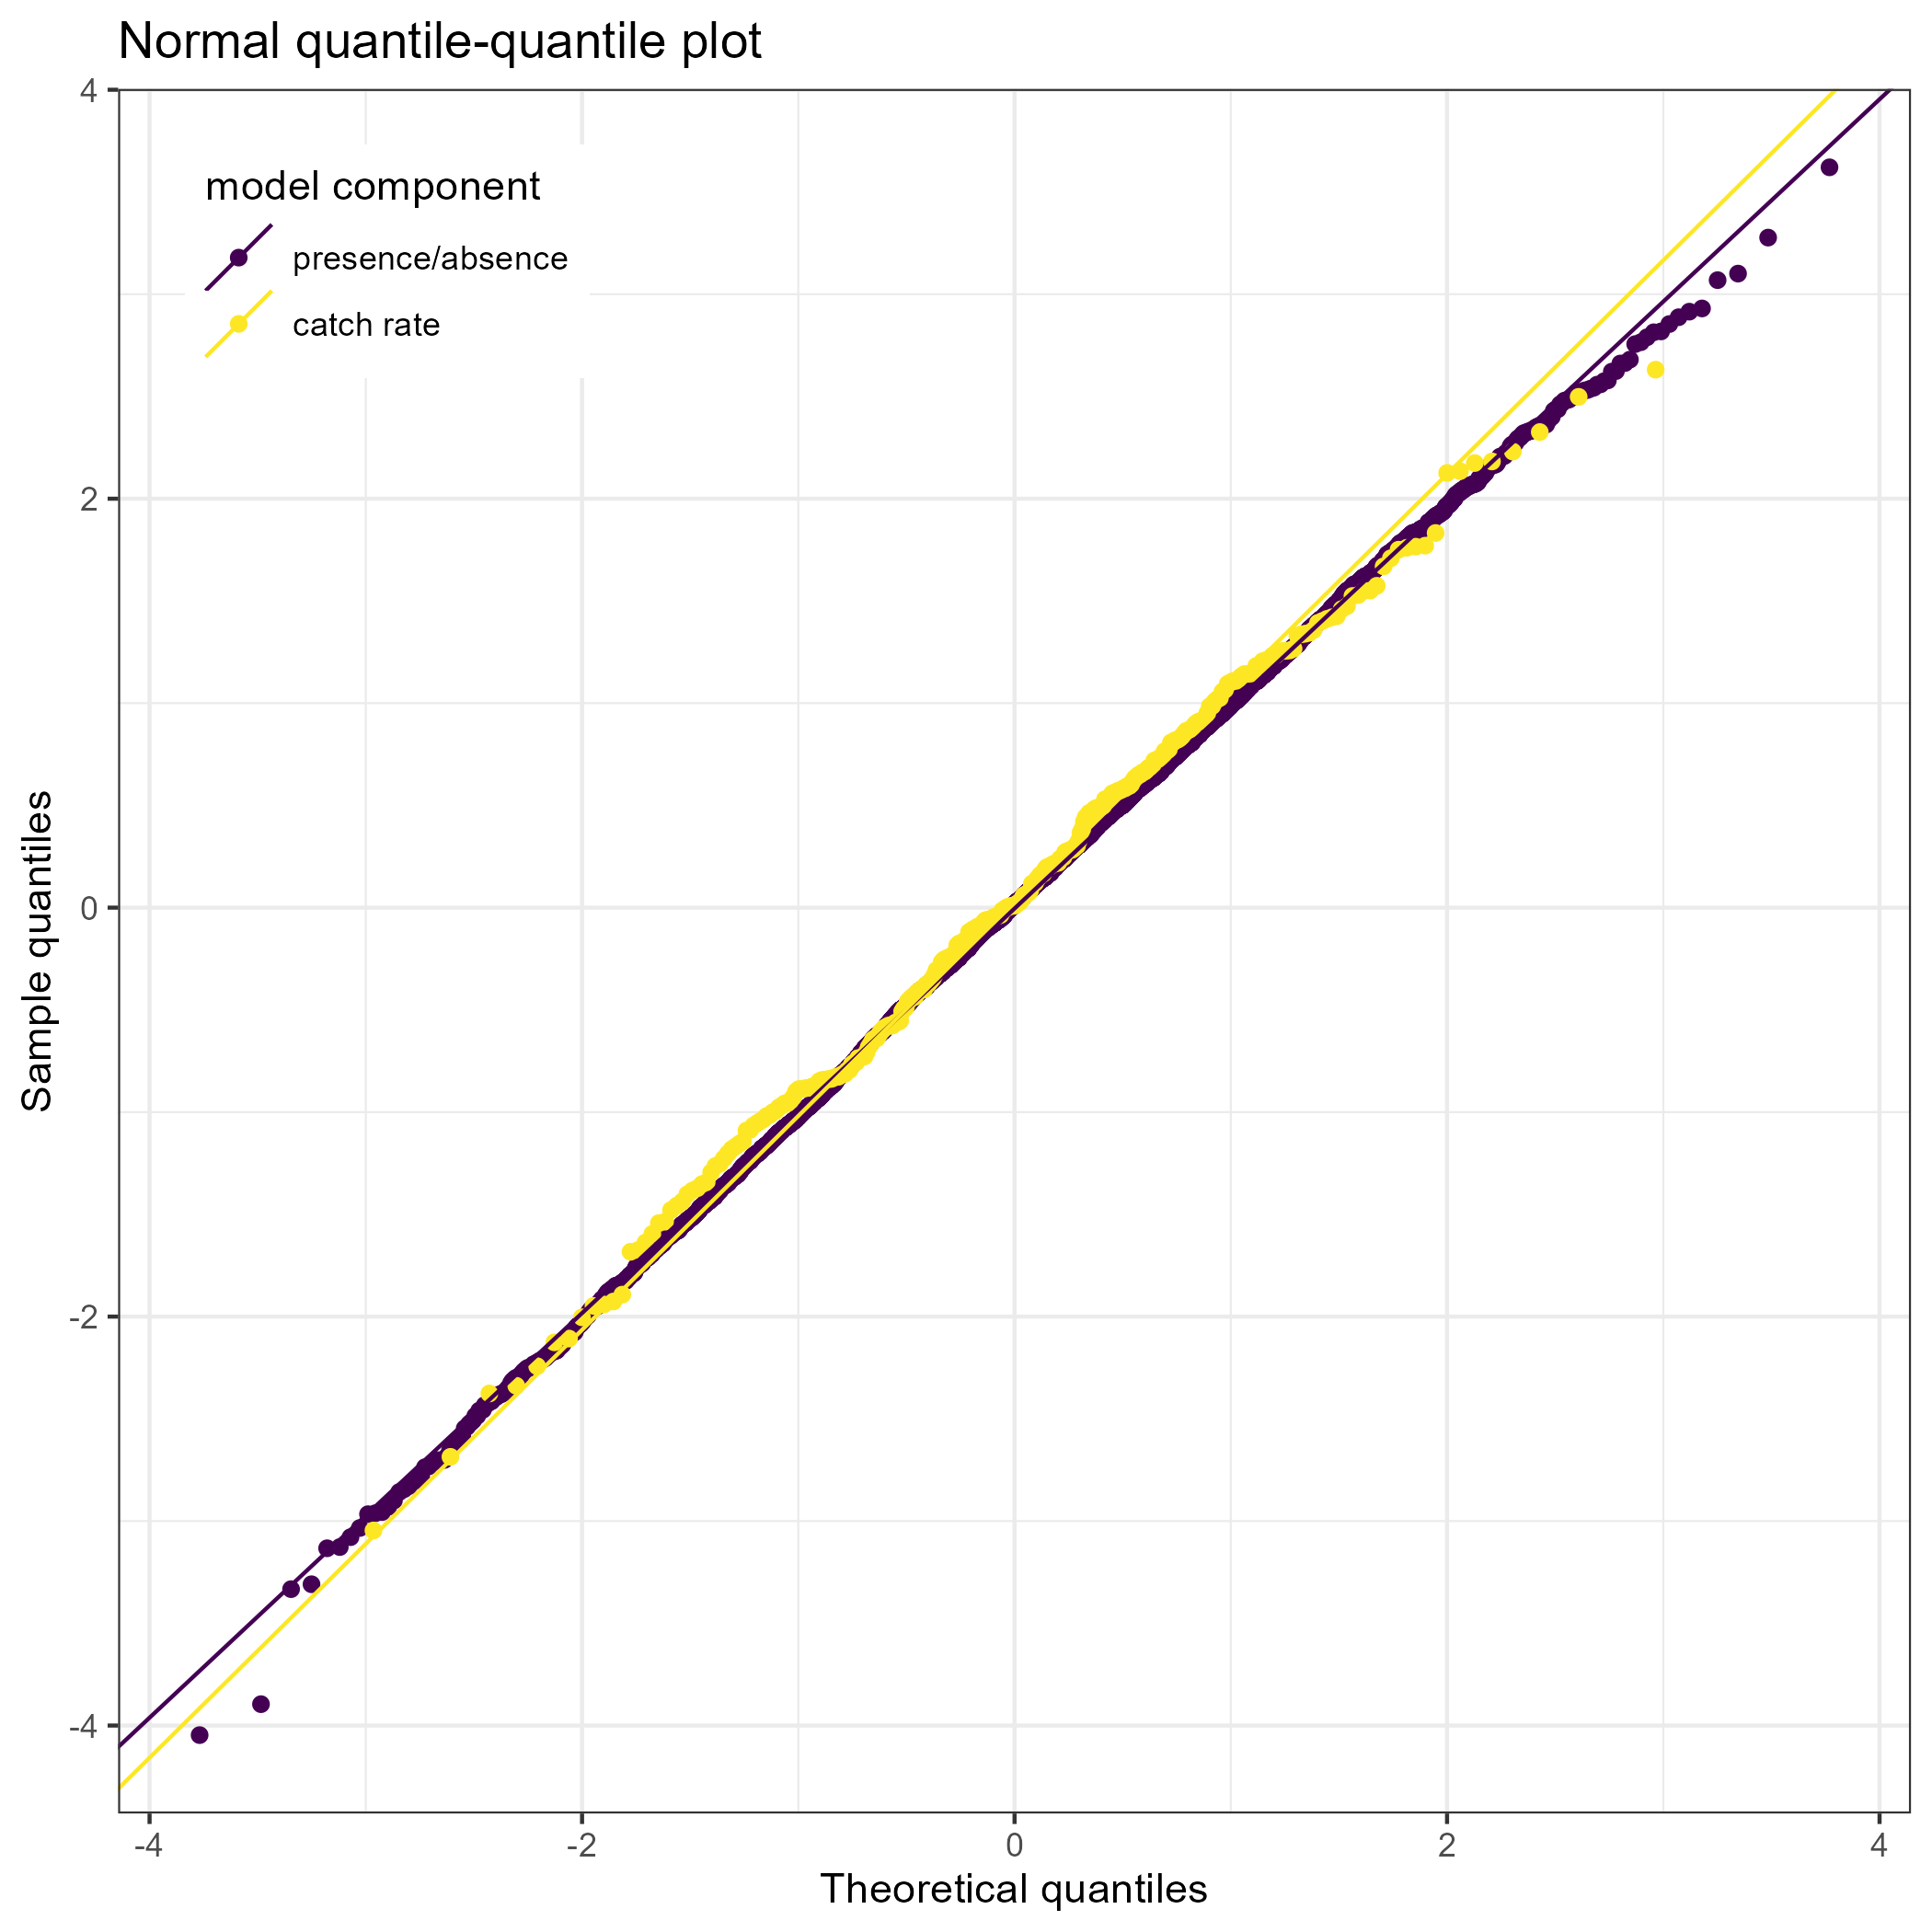 Normal quantile-quantile plot
model component
presence/absence
catch rate
4
2
0
-2
-4
Sample quantiles
-4
-2
0
2
4
Theoretical quantiles